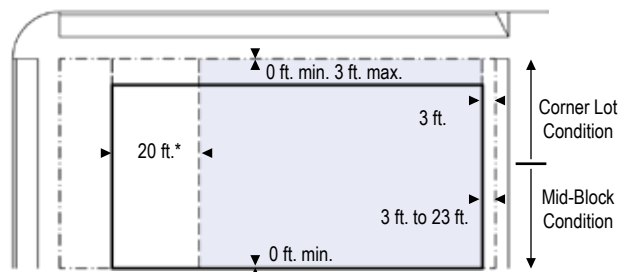 0 ft. min. 3 ft. max.
3 ft.
Corner Lot
Condition
20 ft.*
Mid-Block
Condition
3 ft. to 23 ft.
0 ft. min.